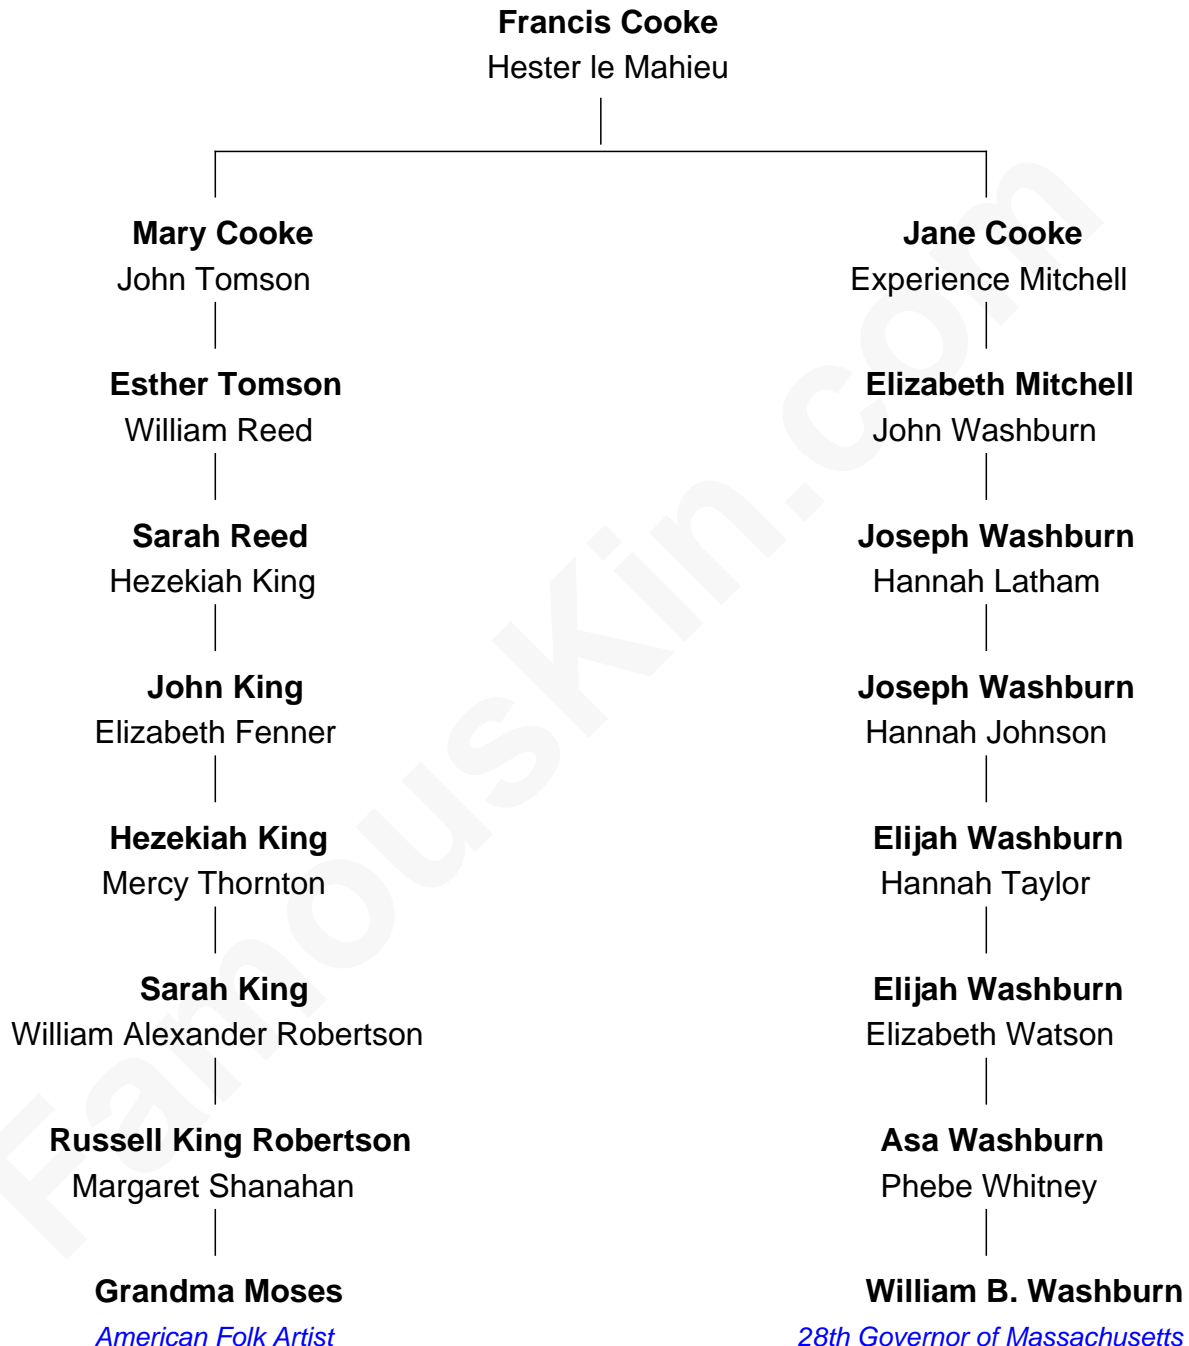 Francis Cooke
Hester le Mahieu
Mary Cooke
John Tomson
Jane Cooke
Experience Mitchell
Esther Tomson
William Reed
Elizabeth Mitchell
John Washburn
Sarah Reed
Hezekiah King
Joseph Washburn
Hannah Latham
John King
Elizabeth Fenner
Joseph Washburn
Hannah Johnson
Hezekiah King
Mercy Thornton
Elijah Washburn
Hannah Taylor
Sarah King
William Alexander Robertson
Elijah Washburn
Elizabeth Watson
Russell King Robertson
Margaret Shanahan
Asa Washburn
Phebe Whitney
Grandma Moses
American Folk Artist
William B. Washburn
28th Governor of Massachusetts
FamousKin.com